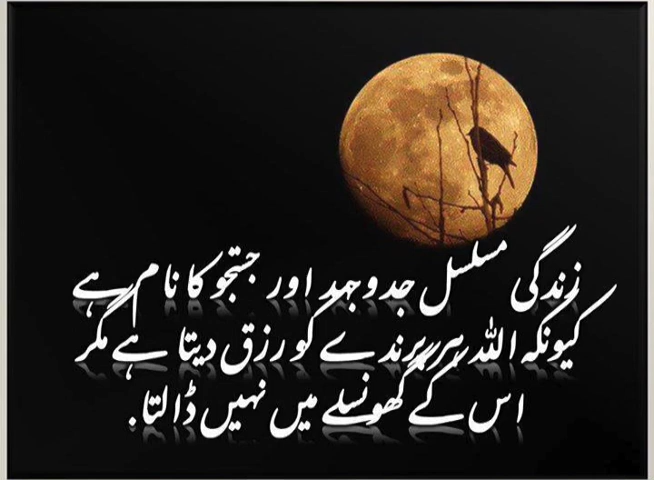 زندگی مسلسل جدوجہد اور جستجو کا نام ہے
کیونکہ اللہ ہر پرندے کو رزق دیتا ہے مگر
اس کے گھونسلے میں نہیں ڈالتا.